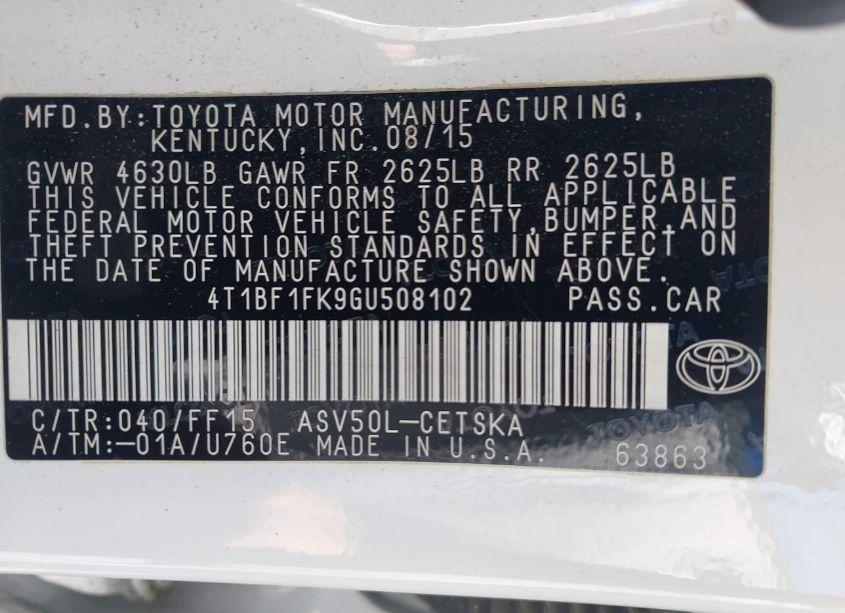 MFD.BY:TOYOTA MOTOR MANUFACTURING,
KENTUCKY,INC.08/15
GVWR 4630LB GAWR FR 2625LB RR 2625LB
THIS VEHICLE CONFORMS TO ALL APPLICABLE
FEDERAL MOTOR VEHICLE SAFETY,BUMPER,AND
THEFT PREVENTION STANDARDS IN EFFECT ON
THE DATE OF MANUFACTURE SHOWN ABOVE.
4T1BF1FK9GU508102 PASS.CAR
C/TR:040/FF15 ASV50L-CETSKA
A/TM:-01A/U760E MADE IN U.S.A. 63863
TOYOTA